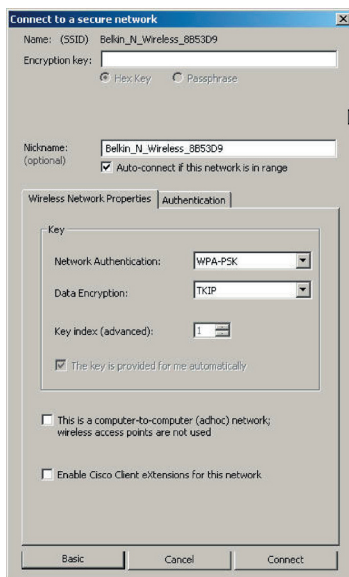 Connect to a secure network
Name: (SSID) Belkin_N_Wireless_8B53D9
Encryption key:
Hex Key Passphrase
Nickname: Belkin_N_Wireless_8B53D9
(optional)
Auto-connect if this network is in range
Wireless Network Properties Authentication
Key
Network Authentication: WPA-PSK
Data Encryption: TKIP
Key index (advanced): 1
The key is provided for me automatically
This is a computer-to-computer (adhoc) network;
wireless access points are not used
Enable Cisco Client eXtensions for this network
Basic Cancel Connect